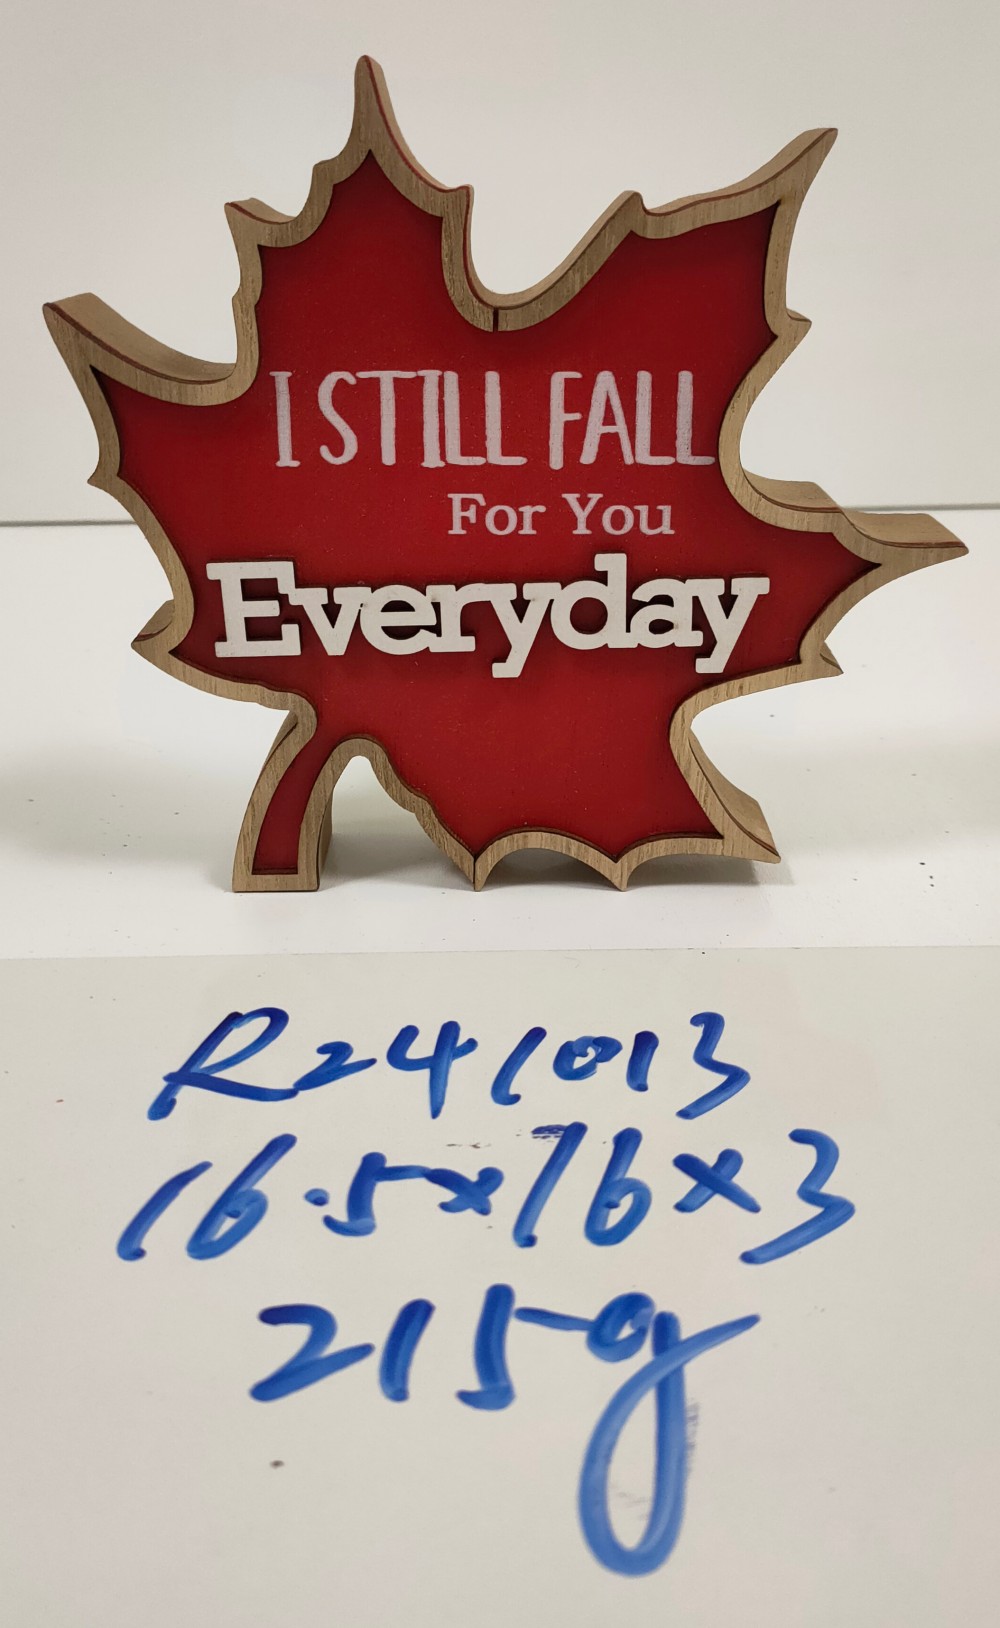 I STILL FALL
For You
Everyday
R241013
16.5x16x3
215g